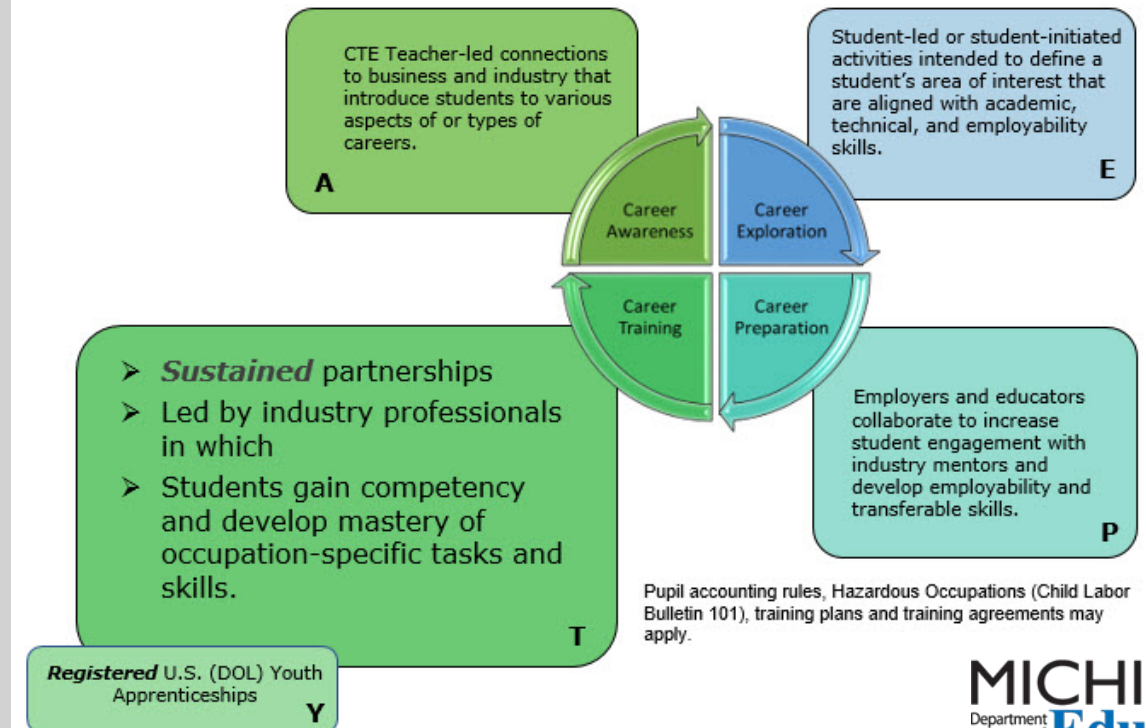 CTE Teacher-led connections
to business and industry that
introduce students to various
aspects of or types of
careers.
A
Student-led or student-initiated
activities intended to define a
student's area of interest that
are aligned with academic,
technical, and employability
skills.
E
Career
Awareness
Career
Exploration
Career
Training
Career
Preparation
➢ Sustained partnerships
➢ Led by industry professionals
in which
➢ Students gain competency
and develop mastery of
occupation-specific tasks and
skills.
T
Employers and educators
collaborate to increase
student engagement with
industry mentors and
develop employability and
transferable skills.
P
Pupil accounting rules, Hazardous Occupations (Child Labor
Bulletin 101), training plans and training agreements may
apply.
Registered U.S. (DOL) Youth
Apprenticeships
Y
MICHI
Department
Edu